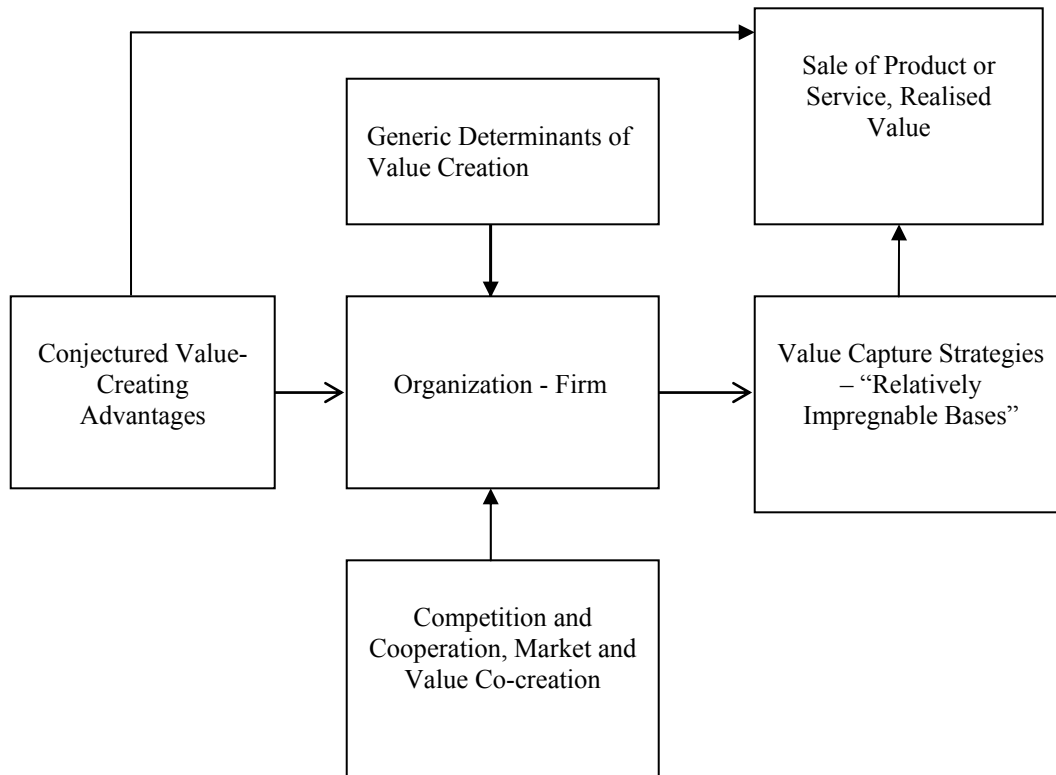 Sale of Product or
Service, Realised
Value
Generic Determinants of
Value Creation
Conjectured Value-
Creating
Advantages
Organization - Firm
Value Capture Strategies
– “Relatively
Impregnable Bases”
Competition and
Cooperation, Market and
Value Co-creation